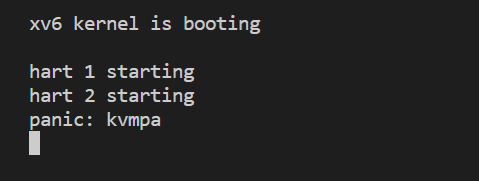 xv6 kernel is booting
hart 1 starting
hart 2 starting
panic: kvmpa